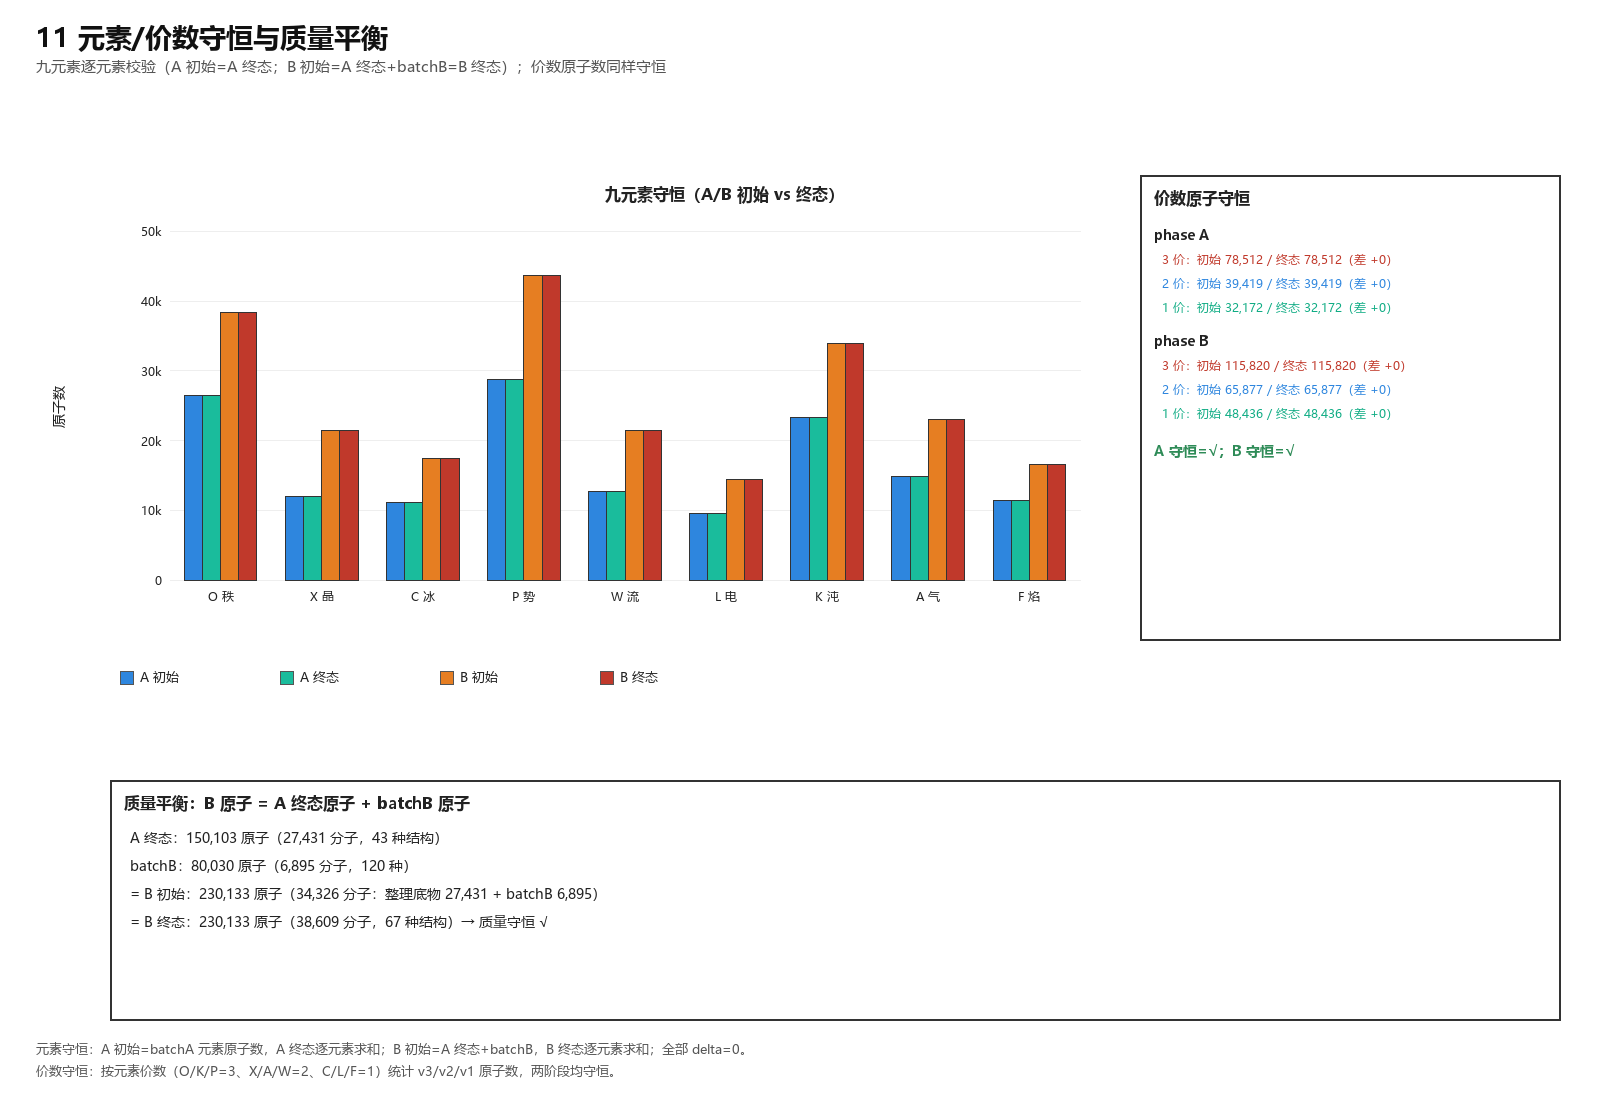 11 元素/价数守恒与质量平衡
九元素逐元素校验（A 初始=A 终态；B 初始=A 终态+batchB=B 终态）；价数原子数同样守恒
九元素守恒（A/B 初始 vs 终态）
50k
40k
30k
20k
10k
0
原子数
O 秩
X 晶
C 冰
P 势
W 流
L 电
K 沌
A 气
F 焰
A 初始
A 终态
B 初始
B 终态
价数原子守恒
phase A
3 价：初始 78,512 / 终态 78,512（差 +0）
2 价：初始 39,419 / 终态 39,419（差 +0）
1 价：初始 32,172 / 终态 32,172（差 +0）
phase B
3 价：初始 115,820 / 终态 115,820（差 +0）
2 价：初始 65,877 / 终态 65,877（差 +0）
1 价：初始 48,436 / 终态 48,436（差 +0）
A 守恒=√；B 守恒=√
质量平衡：B 原子 = A 终态原子 + batchB 原子
A 终态：150,103 原子（27,431 分子，43 种结构）
batchB：80,030 原子（6,895 分子，120 种）
= B 初始：230,133 原子（34,326 分子：整理底物 27,431 + batchB 6,895）
= B 终态：230,133 原子（38,609 分子，67 种结构）→ 质量守恒 √
元素守恒：A 初始=batchA 元素原子数，A 终态逐元素求和；B 初始=A 终态+batchB，B 终态逐元素求和；全部 delta=0。
价数守恒：按元素价数（O/K/P=3、X/A/W=2、C/L/F=1）统计 v3/v2/v1 原子数，两阶段均守恒。